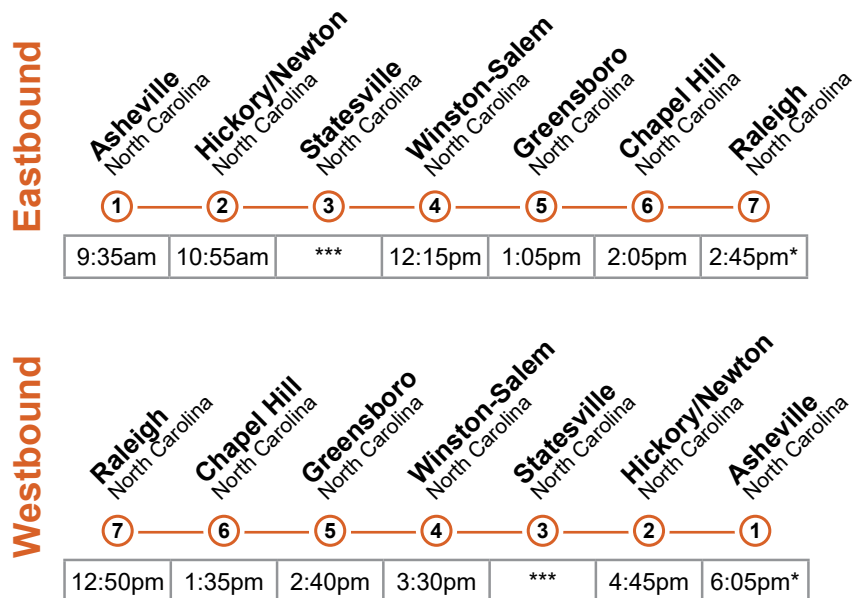 Eastbound
Asheville
North Carolina
Hickory/Newton
North Carolina
Statesville
North Carolina
Winston-Salem
North Carolina
Greensboro
North Carolina
Chapel Hill
North Carolina
Raleigh
North Carolina
1 2 3 4 5 6 7
9:35am 10:55am *** 12:15pm 1:05pm 2:05pm 2:45pm*
Westbound
Raleigh
North Carolina
Chapel Hill
North Carolina
Greensboro
North Carolina
Winston-Salem
North Carolina
Statesville
North Carolina
Hickory/Newton
North Carolina
Asheville
North Carolina
7 6 5 4 3 2 1
12:50pm 1:35pm 2:40pm 3:30pm *** 4:45pm 6:05pm*